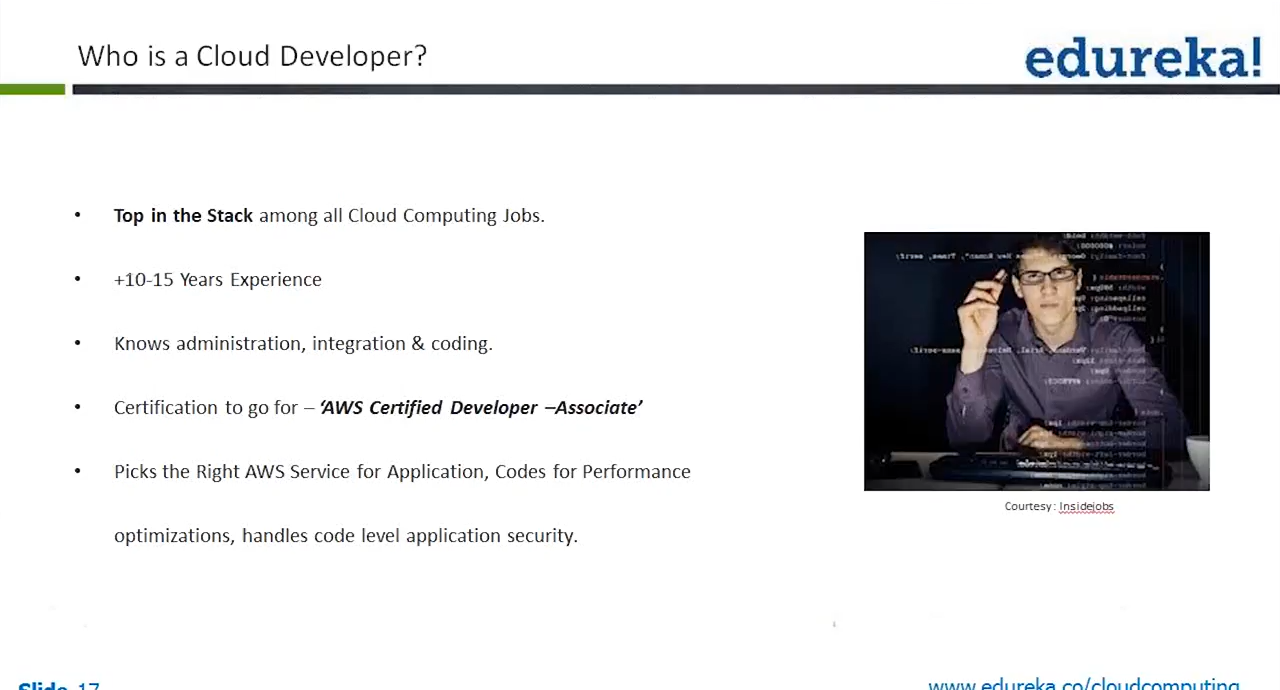 Who is a Cloud Developer?
edureka!
• Top in the Stack among all Cloud Computing Jobs.
• +10-15 Years Experience
• Knows administration, integration & coding.
• Certification to go for – ‘AWS Certified Developer –Associate’
• Picks the Right AWS Service for Application, Codes for Performance
optimizations, handles code level application security.
Courtesy: Insidejobs
Slide 17
www.edureka.co/cloudcomputing